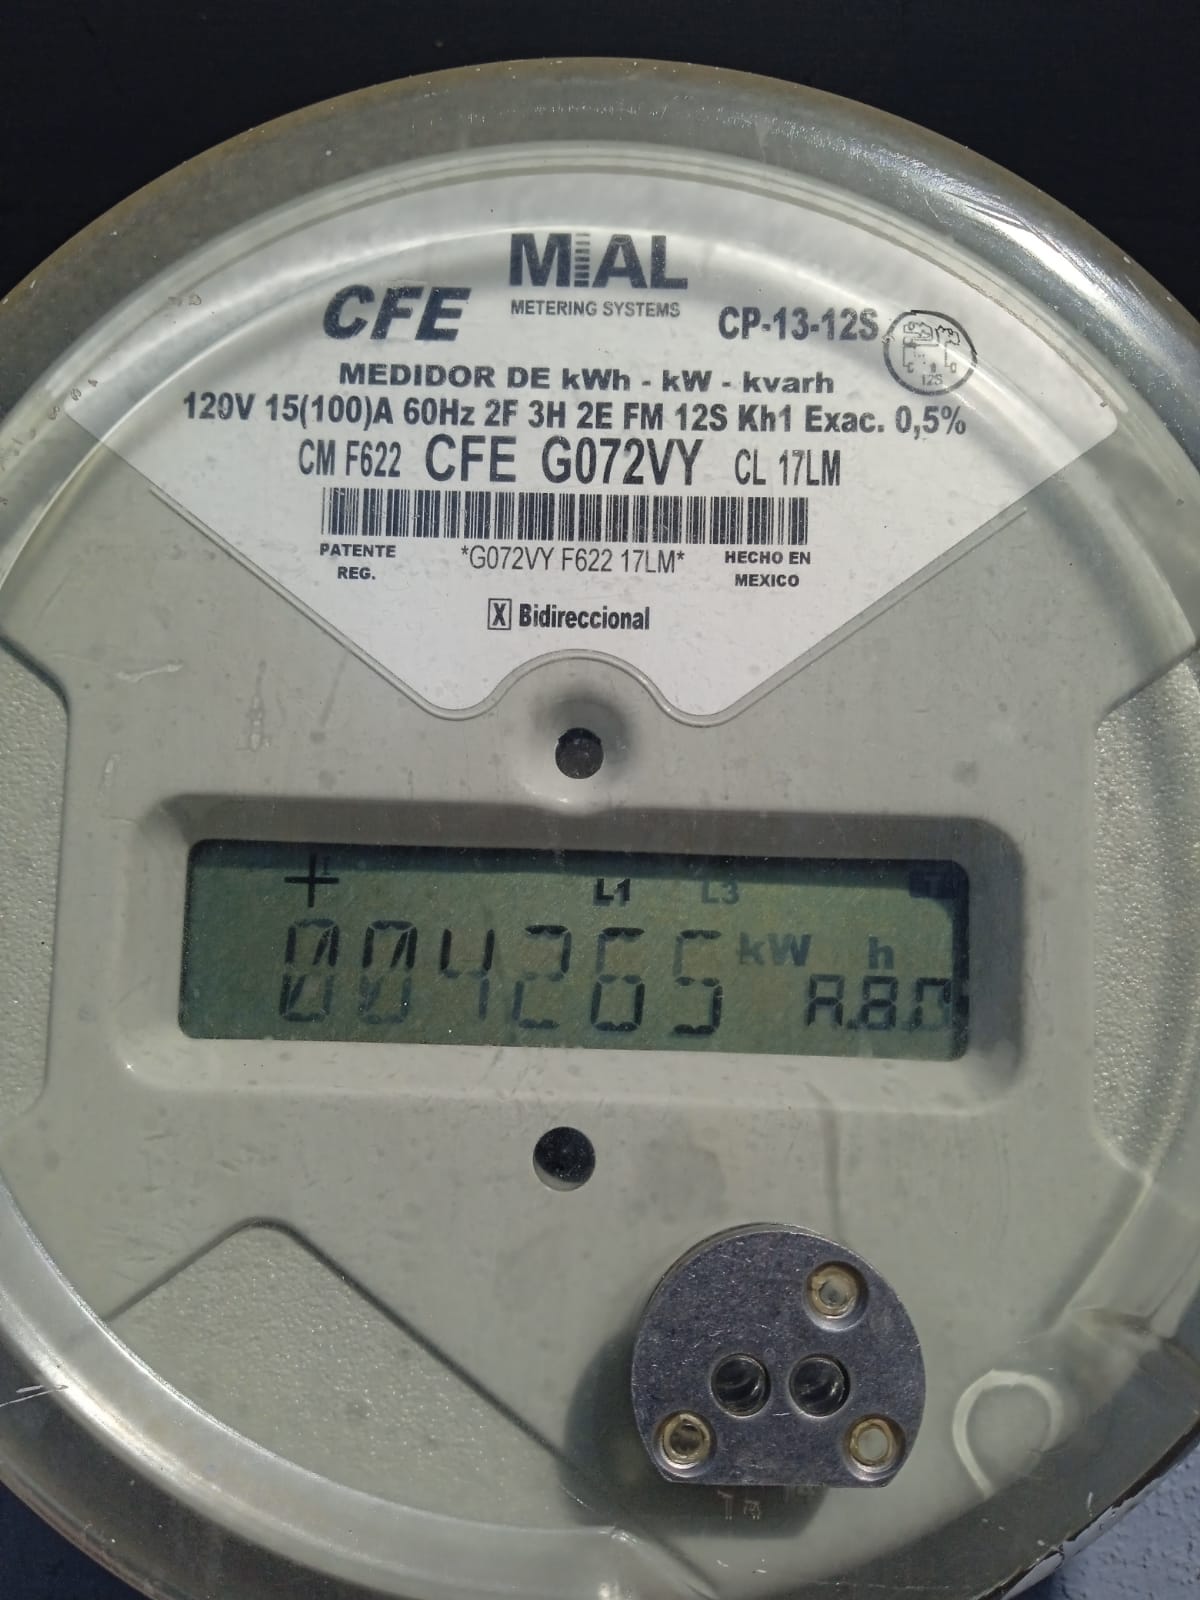 MIAL
METERING SYSTEMS
CFE
CP-13-12S
12S
MEDIDOR DE kWh - kW - kvarh
120V 15(100)A 60Hz 2F 3H 2E FM 12S Kh1 Exac. 0,5%
CM F622 CFE G072VY CL 17LM
PATENTE REG.
*G072VY F622 17LM*
HECHO EN MEXICO
X Bidireccional
+ L1 L3 T
004265 kW h A.8.0